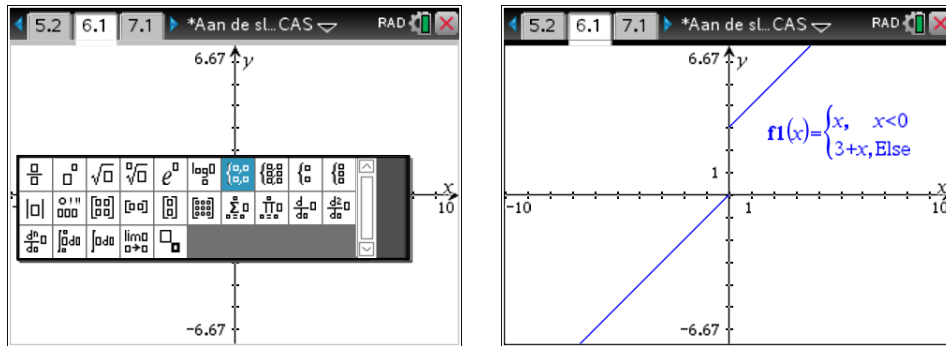 5.2 6.1 7.1 *Aan de sl...CAS RAD
6.67 y
x
10
-6.67
5.2 6.1 7.1 *Aan de sl...CAS RAD
6.67 y
f1(x)={x, x<0
3+x,Else
1
x
-10 1 10
-6.67